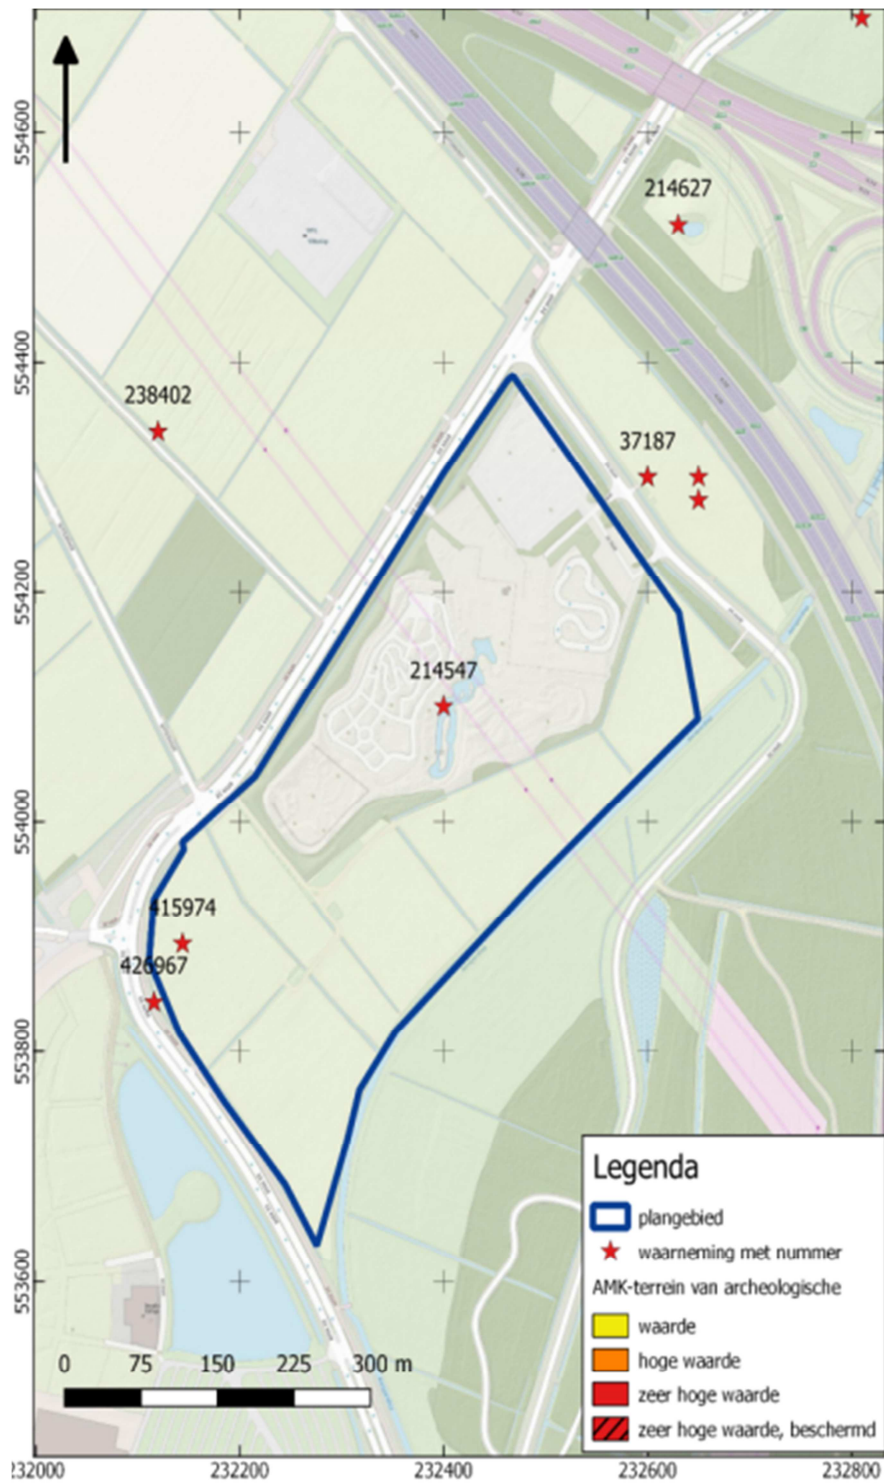 554600
214627
554400
238402
37187
554200
214547
554000
415974
426967
553800
Legenda
plangebied
waarneming met nummer
AMK-terrein van archeologische
waarde
hoge waarde
zeer hoge waarde
zeer hoge waarde, beschermd
553600
0 75 150 225 300 m
232000 232200 232400 232600 232800